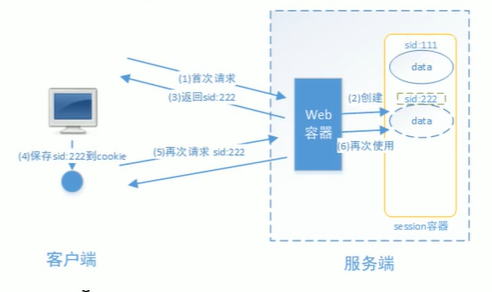 sid:111
data
(1)首次请求
(3)返回sid:222
(2)创建
sid:222
Web
容器
data
(4)保存sid:222到cookie
(5)再次请求 sid:222
(6)再次使用
session容器
客户端
服务端